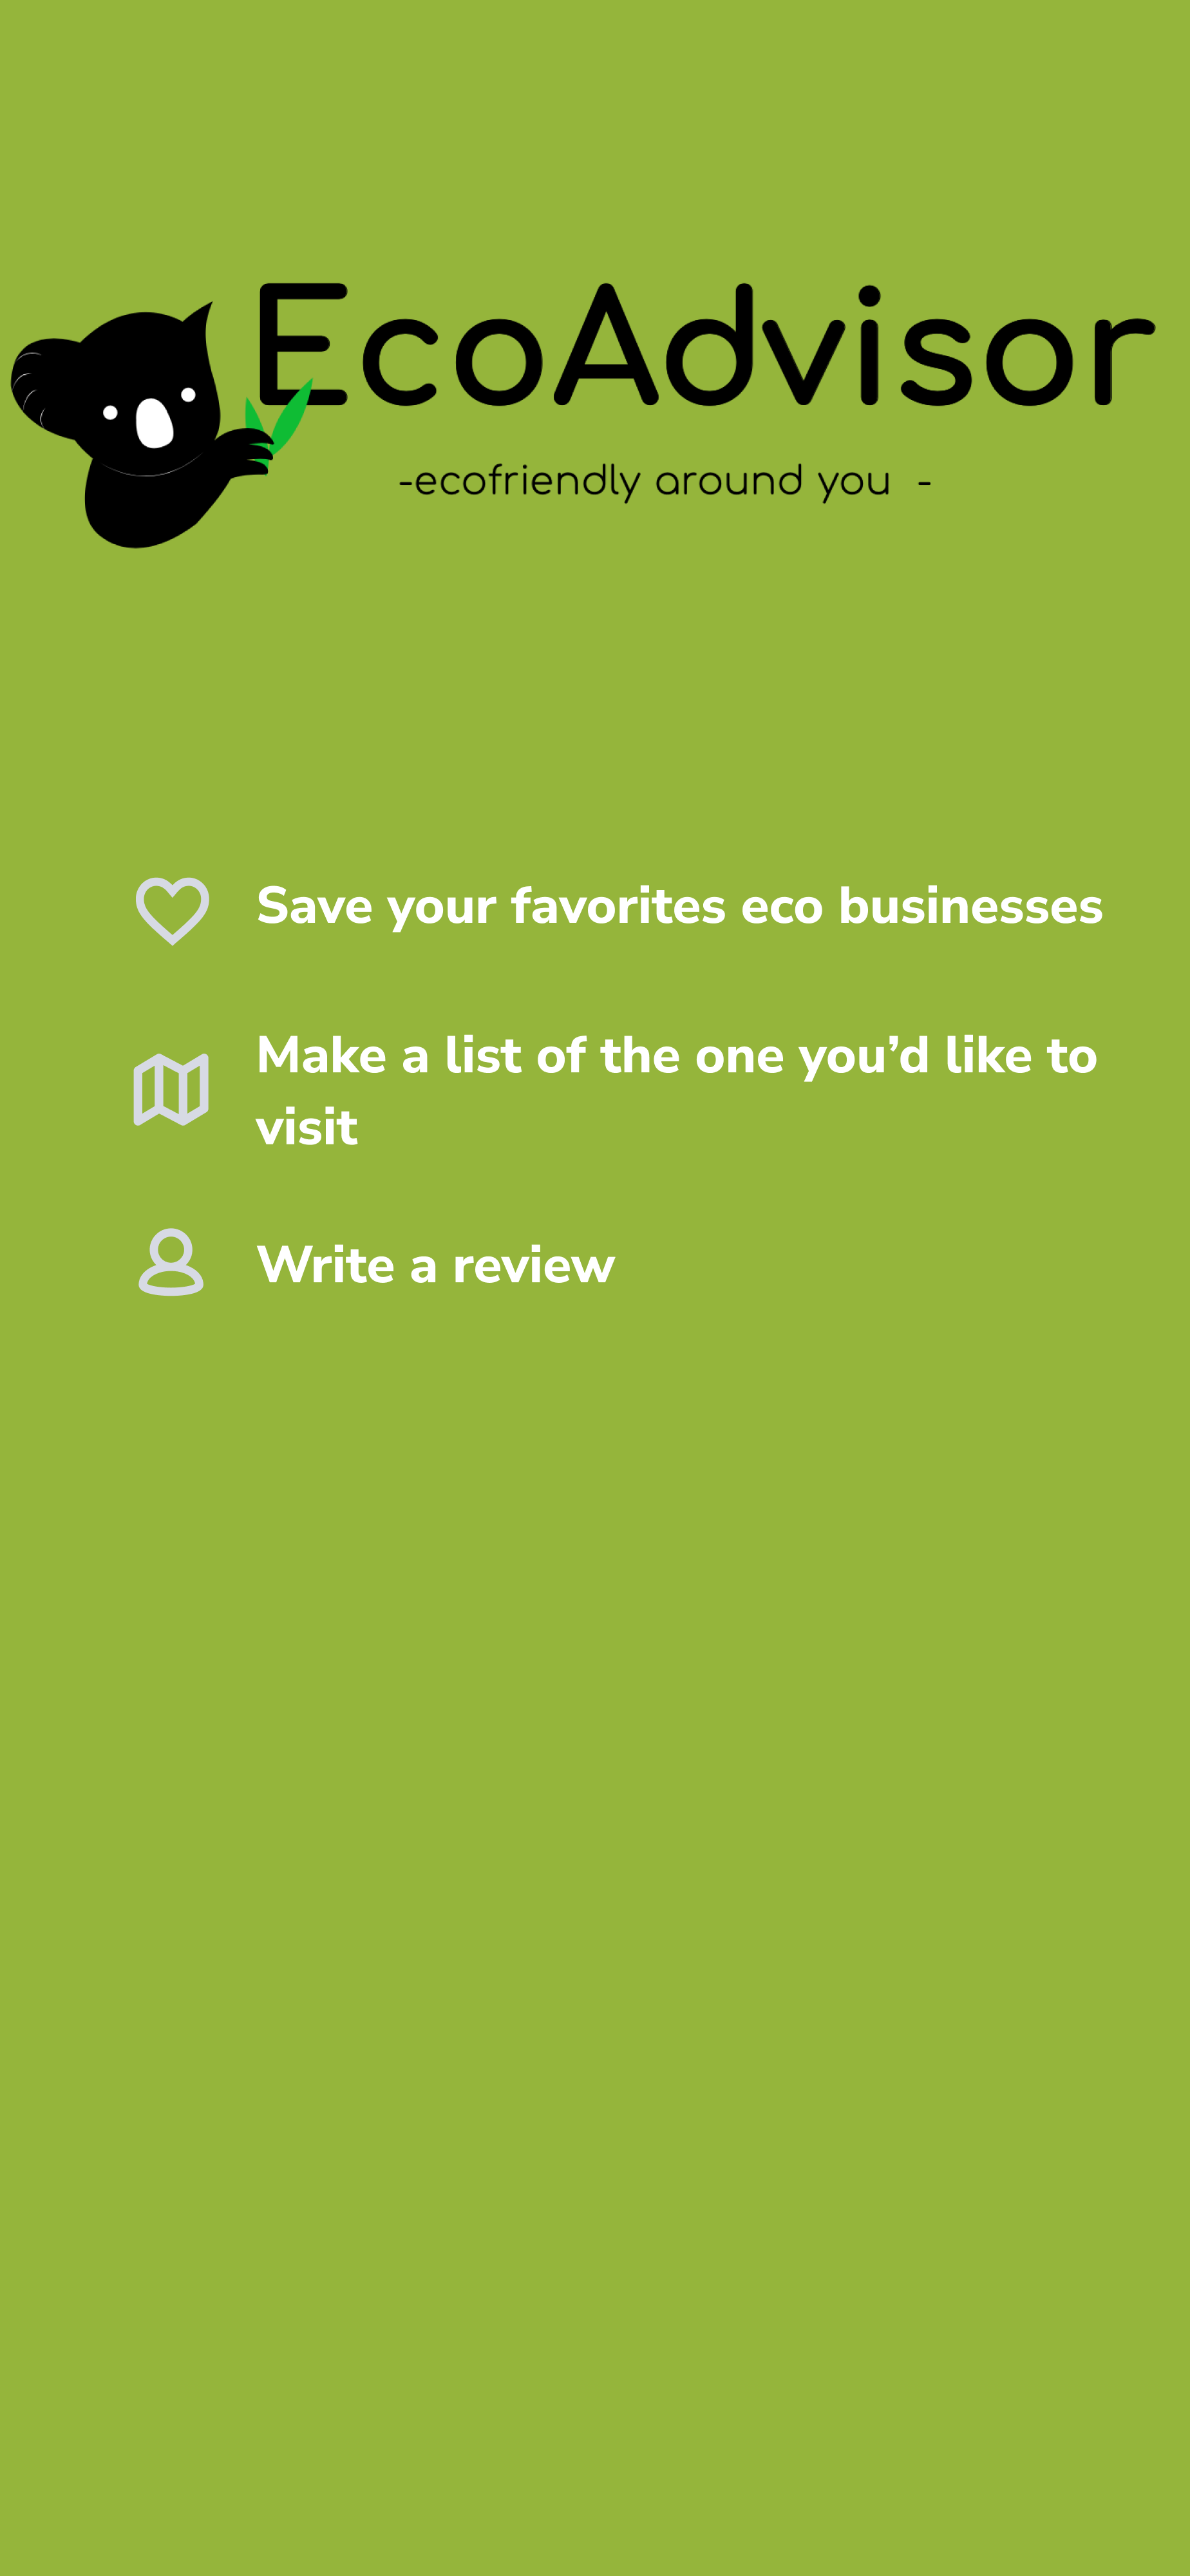 EcoAdvisor
-ecofriendly around you -
Save your favorites eco businesses
Make a list of the one you’d like to
visit
Write a review